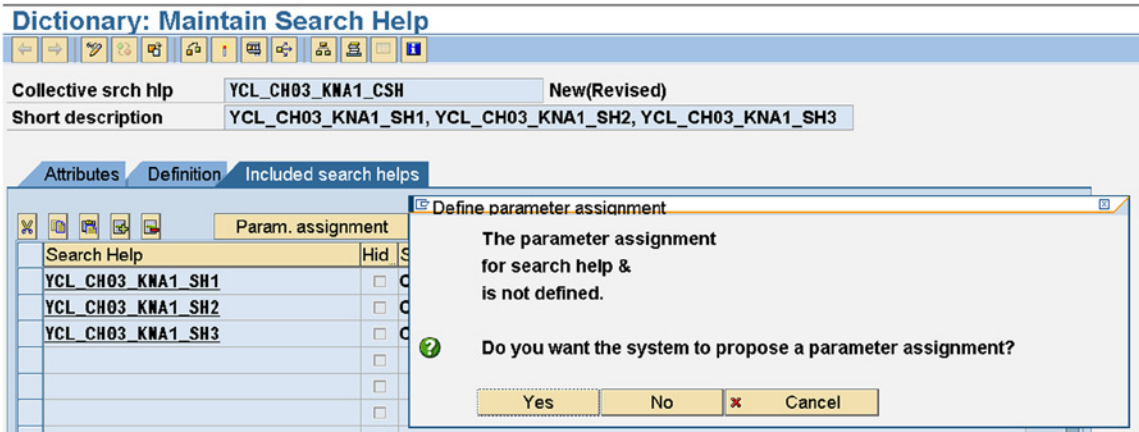 Dictionary: Maintain Search Help
Collective srch hlp YCL_CH03_KNA1_CSH New(Revised)
Short description YCL_CH03_KNA1_SH1, YCL_CH03_KNA1_SH2, YCL_CH03_KNA1_SH3
Attributes Definition Included search helps
Param. assignment
Search Help Hid S
YCL_CH03_KNA1_SH1
YCL_CH03_KNA1_SH2
YCL_CH03_KNA1_SH3
Define parameter assignment
The parameter assignment
for search help &
is not defined.
Do you want the system to propose a parameter assignment?
Yes No Cancel